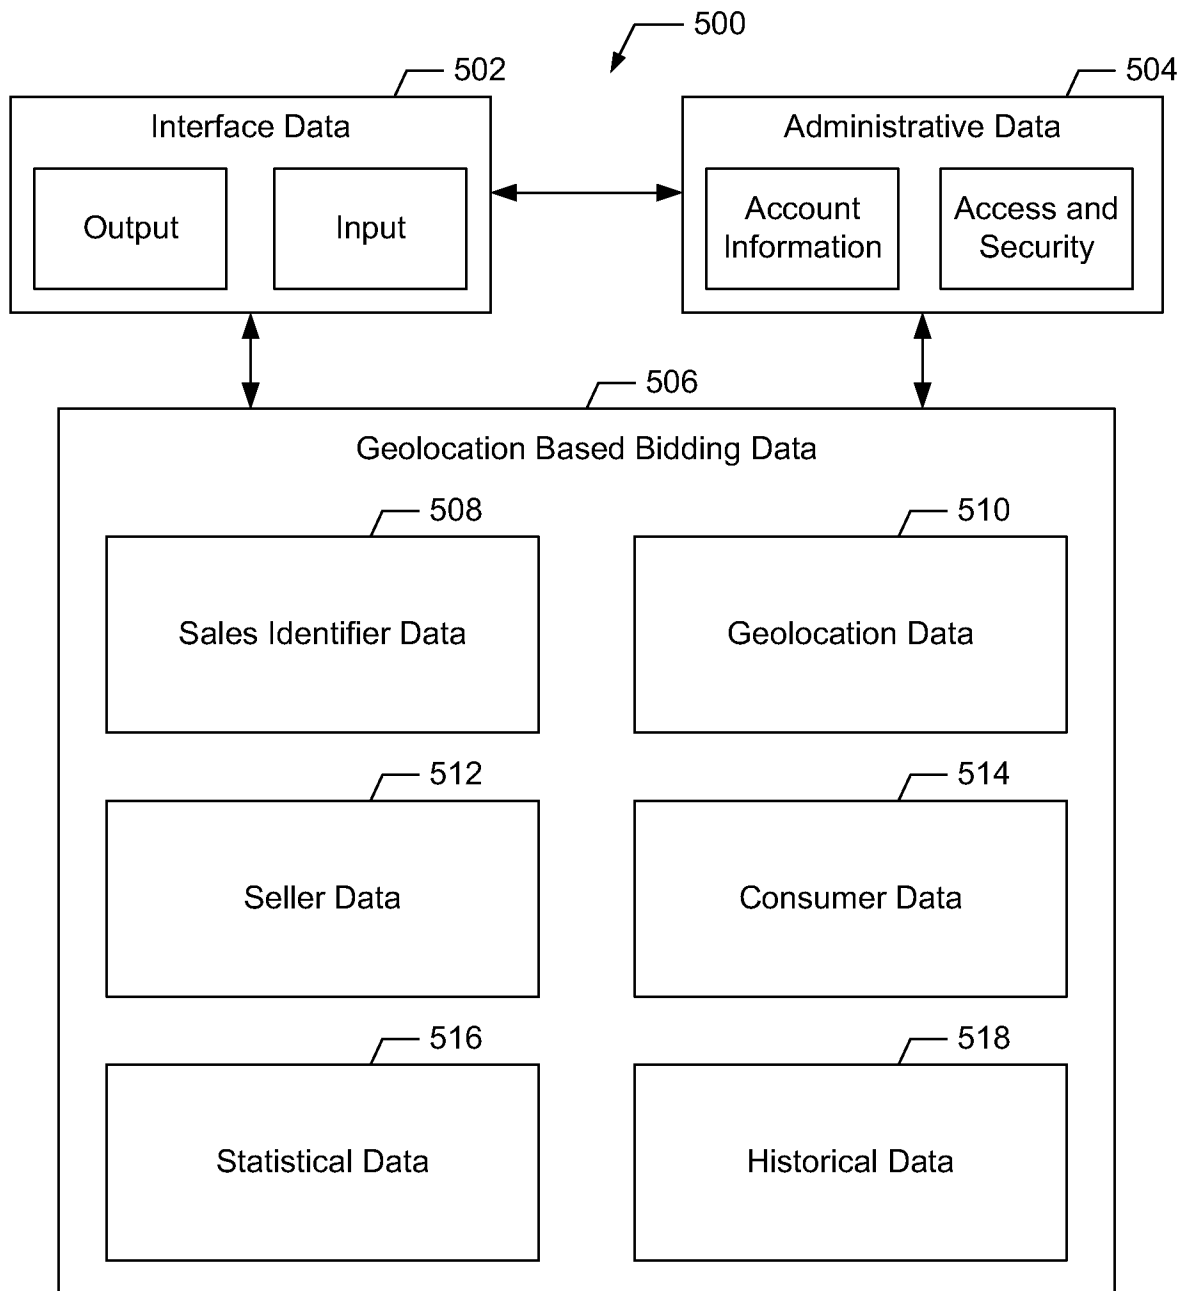 500
502
504
Interface Data
Administrative Data
Output
Input
Account
Information
Access and
Security
506
Geolocation Based Bidding Data
508
510
Sales Identifier Data
Geolocation Data
512
514
Seller Data
Consumer Data
516
518
Statistical Data
Historical Data